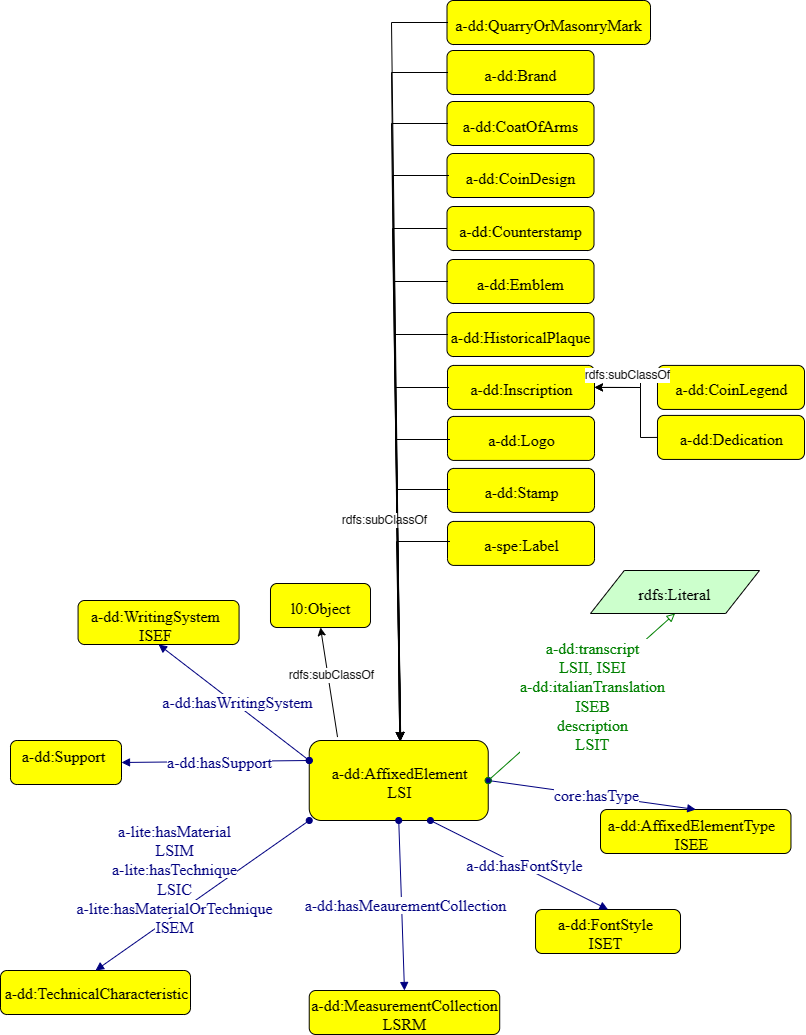 a-dd:QuarryOrMasonryMark
a-dd:Brand
a-dd:CoatOfArms
a-dd:CoinDesign
a-dd:Counterstamp
a-dd:Emblem
a-dd:HistoricalPlaque
rdfs:subClassOf
a-dd:Inscription
a-dd:CoinLegend
a-dd:Logo
a-dd:Dedication
a-dd:Stamp
rdfs:subClassOf
a-spe:Label
rdfs:Literal
l0:Object
a-dd:WritingSystem
ISEF
a-dd:transcript
LSII, ISEI
a-dd:italianTranslation
ISEB
description
LSIT
rdfs:subClassOf
a-dd:hasWritingSystem
a-dd:Support
a-dd:hasSupport
a-dd:AffixedElement
LSI
core:hasType
a-dd:AffixedElementType
ISEE
a-lite:hasMaterial
LSIM
a-lite:hasTechnique
LSIC
a-lite:hasMaterialOrTechnique
ISEM
a-dd:hasFontStyle
a-dd:hasMeaurementCollection
a-dd:FontStyle
ISET
a-dd:TechnicalCharacteristic
a-dd:MeasurementCollection
LSRM